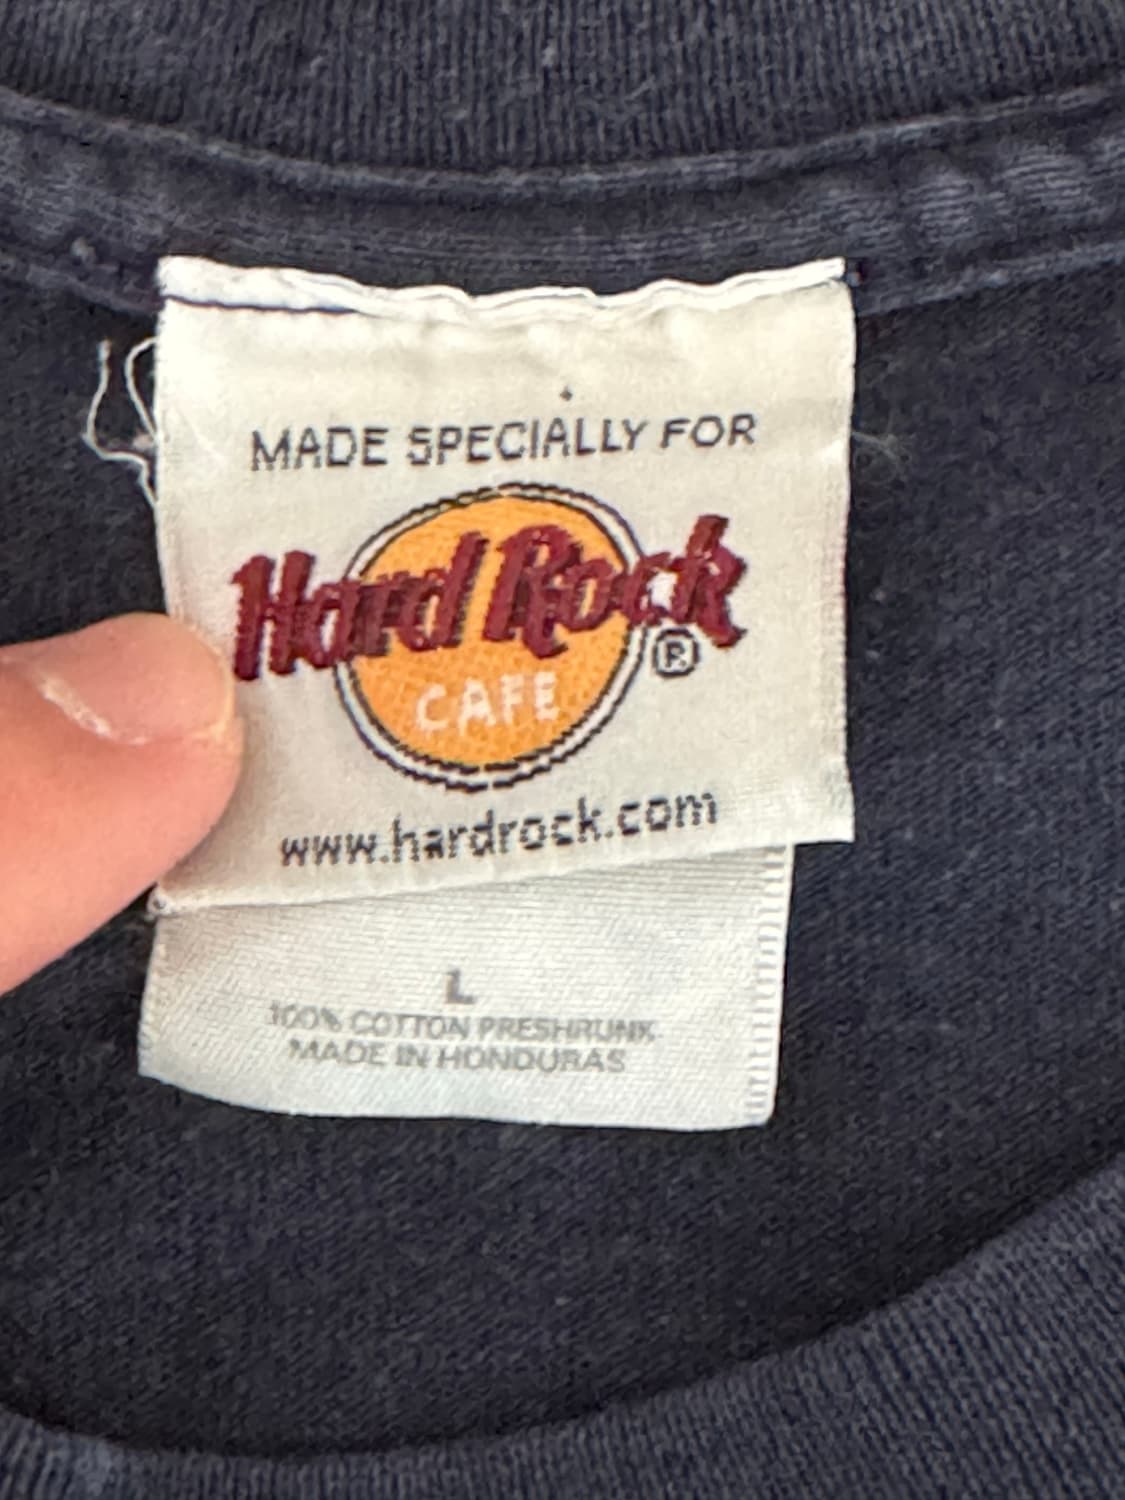 MADE SPECIALLY FOR
Hard Rock
®
CAFE
www.hardrock.com
L
100% COTTON PRESHRUNK
MADE IN HONDURAS